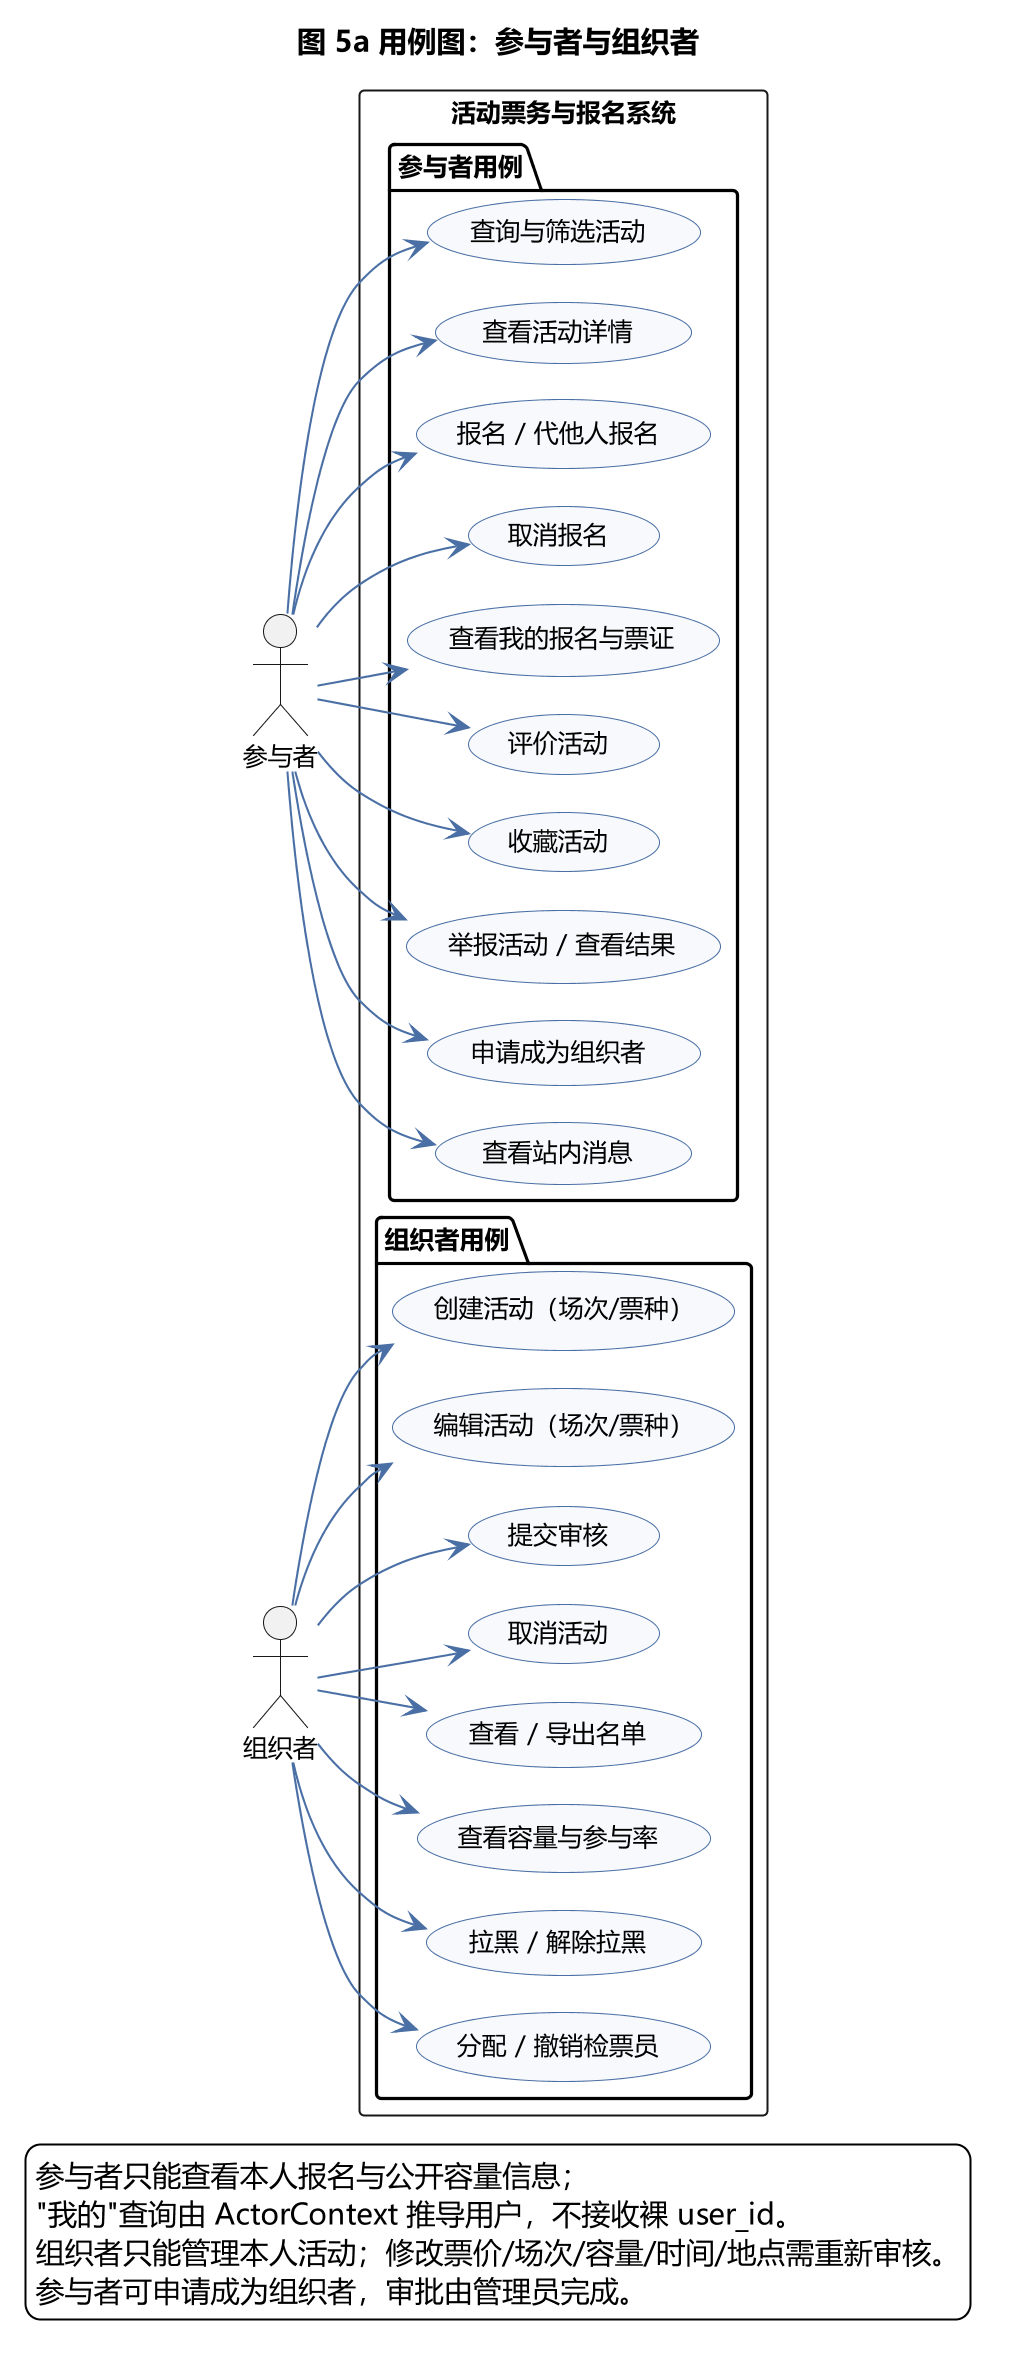 图 5a 用例图：参与者与组织者
活动票务与报名系统
参与者用例
查询与筛选活动
查看活动详情
报名 / 代他人报名
取消报名
查看我的报名与票证
评价活动
参与者
收藏活动
举报活动 / 查看结果
申请成为组织者
查看站内消息
组织者用例
创建活动（场次/票种）
编辑活动（场次/票种）
提交审核
取消活动
查看 / 导出名单
组织者
查看容量与参与率
拉黑 / 解除拉黑
分配 / 撤销检票员
参与者只能查看本人报名与公开容量信息；
"我的"查询由 ActorContext 推导用户，不接收裸 user_id。
组织者只能管理本人活动；修改票价/场次/容量/时间/地点需重新审核。
参与者可申请成为组织者，审批由管理员完成。